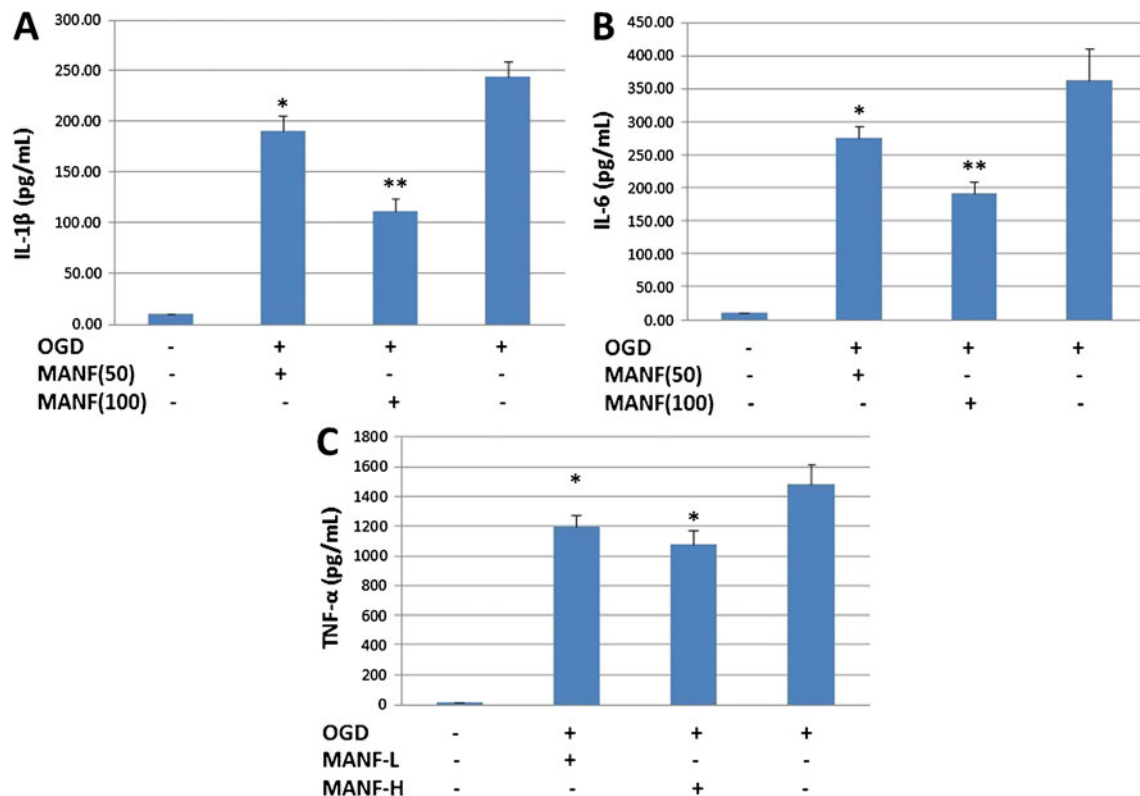 A
300.00
250.00
200.00
150.00
100.00
50.00
0.00
IL-1β (pg/mL)
*
**
OGD - + + +
MANF(50) - + - -
MANF(100) - - + -
B
450.00
400.00
350.00
300.00
250.00
200.00
150.00
100.00
50.00
0.00
IL-6 (pg/mL)
*
**
OGD - + + +
MANF(50) - + - -
MANF(100) - - + -
C
1800
1600
1400
1200
1000
800
600
400
200
0
TNF-α (pg/mL)
*
*
OGD - + + +
MANF-L - + - -
MANF-H - - + -